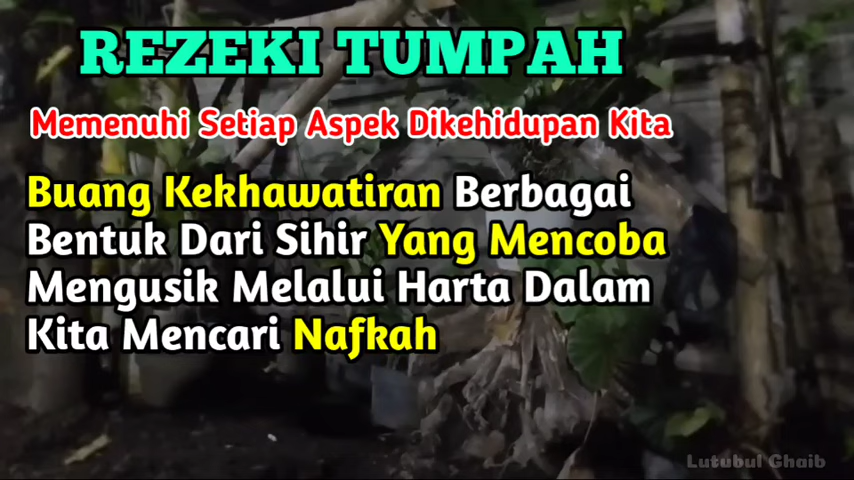 REZEKI TUMPAH
Memenuhi Setiap Aspek Dikehidupan Kita
Buang Kekhawatiran Berbagai
Bentuk Dari Sihir Yang Mencoba
Mengusik Melalui Harta Dalam
Kita Mencari Nafkah
Lutubul Ghaib